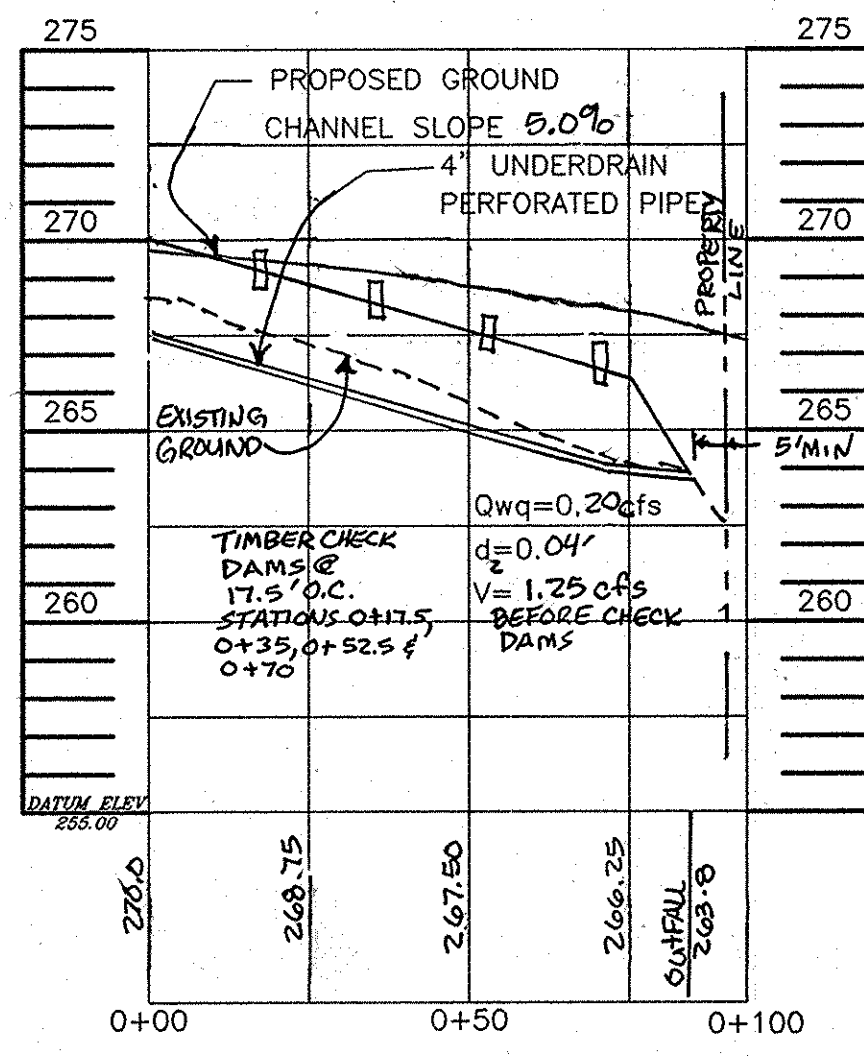 275
275
PROPOSED GROUND
CHANNEL SLOPE 5.0%
4" UNDERDRAIN
PERFORATED PIPE
PROPERTY
LINE
270
270
265
265
EXISTING
GROUND
5'MIN
Qwq=0.20cfs
d2=0.04'
V= 1.25 cfs
BEFORE CHECK
DAMS
TIMBER CHECK
DAMS @
17.5' O.C.
STATIONS 0+17.5,
0+35, 0+52.5 &
0+70
260
260
DATUM ELEV
255.00
270.0
268.75
267.50
266.25
OUTFALL
263.8
0+00
0+50
0+100